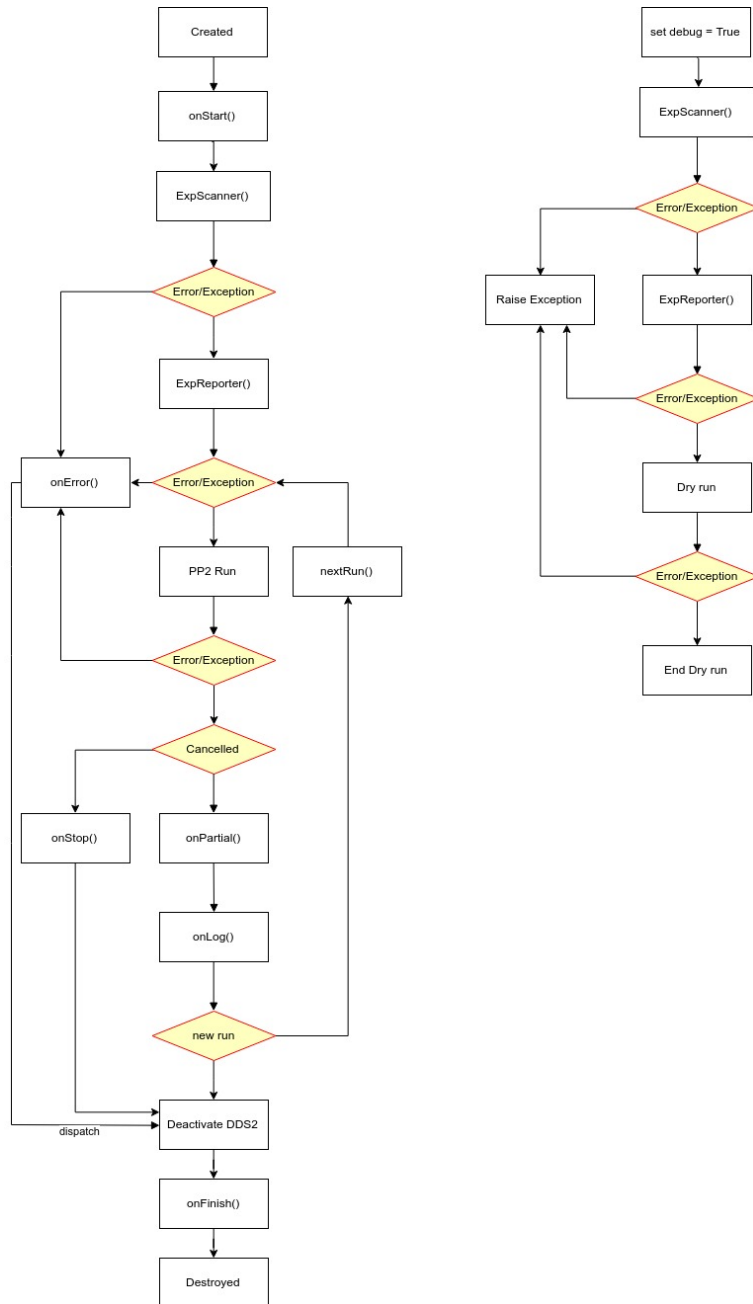 Created
onStart()
ExpScanner()
Error/Exception
ExpReporter()
onError()
Error/Exception
PP2 Run
nextRun()
Error/Exception
Cancelled
onStop()
onPartial()
onLog()
new run
Deactivate DDS2
dispatch
onFinish()
Destroyed
set debug = True
ExpScanner()
Error/Exception
Raise Exception
ExpReporter()
Error/Exception
Dry run
Error/Exception
End Dry run